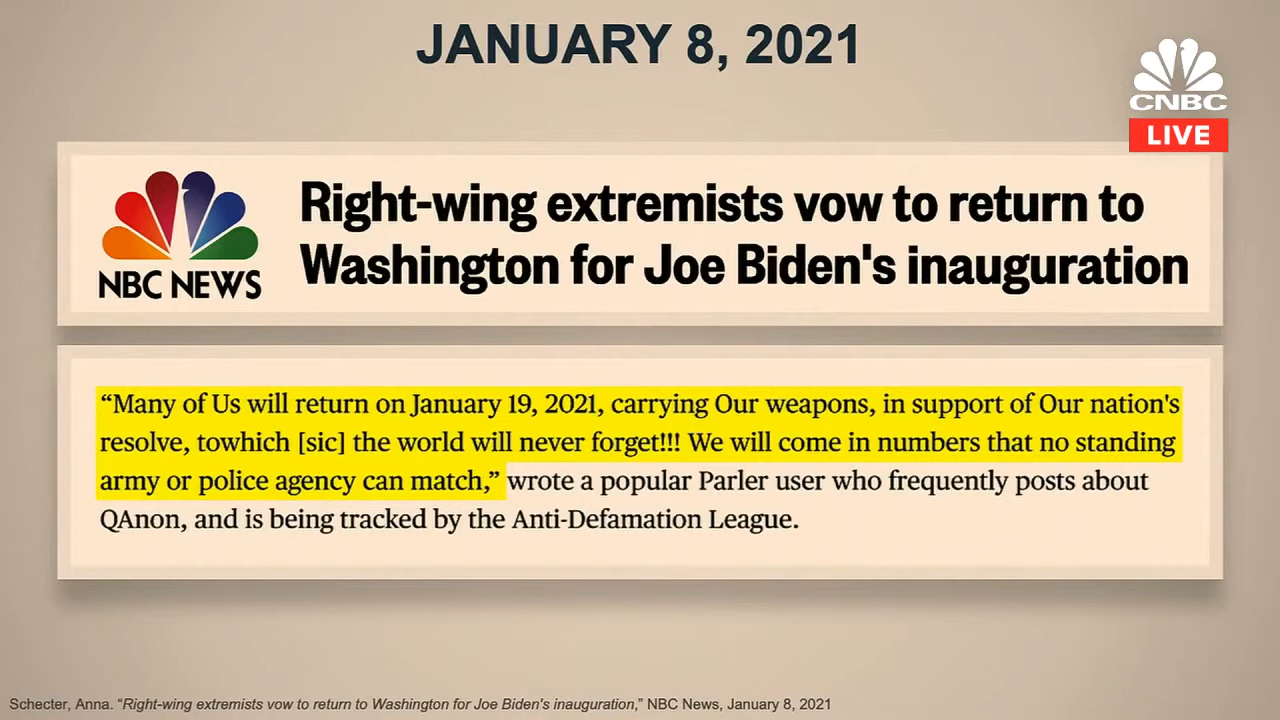 JANUARY 8, 2021
CNBC
LIVE
NBC NEWS
Right-wing extremists vow to return to
Washington for Joe Biden's inauguration
“Many of Us will return on January 19, 2021, carrying Our weapons, in support of Our nation's
resolve, towhich [sic] the world will never forget!!! We will come in numbers that no standing
army or police agency can match,” wrote a popular Parler user who frequently posts about
QAnon, and is being tracked by the Anti-Defamation League.
Schecter, Anna. “Right-wing extremists vow to return to Washington for Joe Biden's inauguration,” NBC News, January 8, 2021